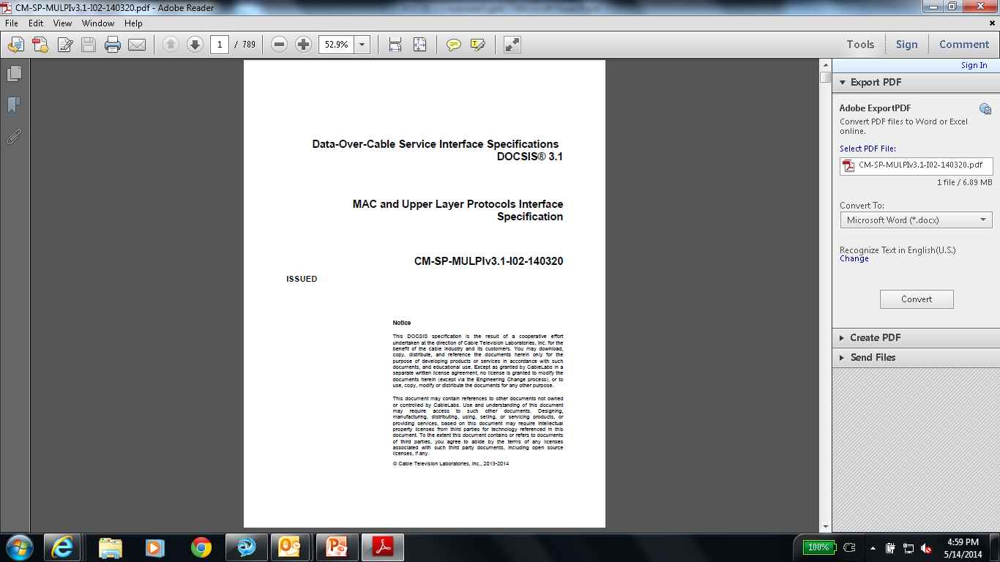 CM-SP-MULPIv3.1-I02-140320.pdf - Adobe Reader
File Edit View Window Help
1 / 789 52.9% Tools Sign Comment
Sign In
Export PDF
Adobe ExportPDF
Convert PDF files to Word or Excel
online.
Select PDF File:
CM-SP-MULPIv3.1-I02-140320.pdf
1 file / 6.89 MB
Convert To:
Microsoft Word (*.docx)
Recognize Text in English(U.S.)
Change
Convert
Create PDF
Send Files
Data-Over-Cable Service Interface Specifications
DOCSIS® 3.1
MAC and Upper Layer Protocols Interface
Specification
CM-SP-MULPIv3.1-I02-140320
ISSUED
Notice
This DOCSIS specification is the result of a cooperative effort
undertaken at the direction of Cable Television Laboratories, Inc. for the
benefit of the cable industry and its customers. You may download,
copy, distribute, and reference the documents herein only for the
purpose of developing products or services in accordance with such
documents, and educational use. Except as granted by CableLabs in a
separate written license agreement, no license is granted to modify the
documents herein (except via the Engineering Change process), or to
use, copy, modify or distribute the documents for any other purpose.
This document may contain references to other documents not owned
or controlled by CableLabs. Use and understanding of this document
may require access to such other documents. Designing,
manufacturing, distributing, using, selling, or servicing products, or
providing services, based on this document may require intellectual
property licenses from third parties for technology referenced in this
document. To the extent this document contains or refers to documents
of third parties, you agree to abide by the terms of any licenses
associated with such third party documents, including open source
licenses, if any.
© Cable Television Laboratories, Inc., 2013-2014
100%
4:59 PM
5/14/2014